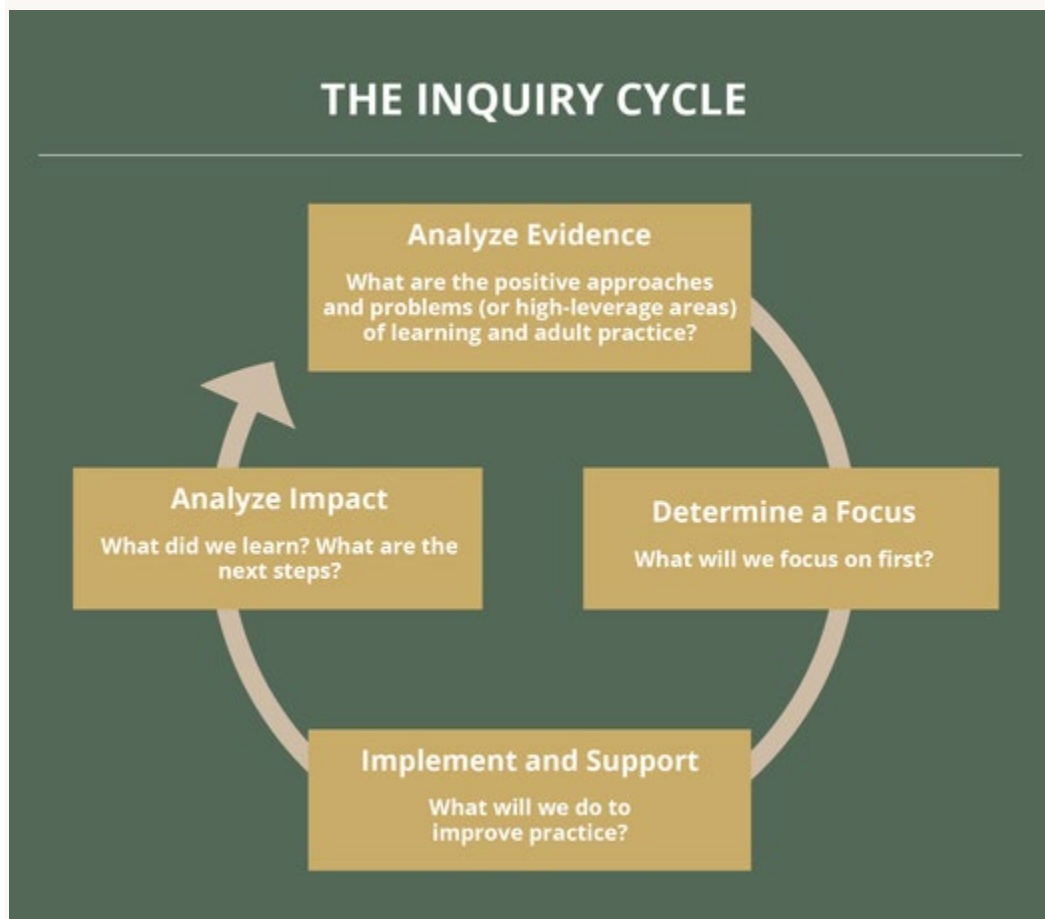 THE INQUIRY CYCLE
Analyze Evidence
What are the positive approaches
and problems (or high-leverage areas)
of learning and adult practice?
Analyze Impact
What did we learn? What are the
next steps?
Determine a Focus
What will we focus on first?
Implement and Support
What will we do to
improve practice?